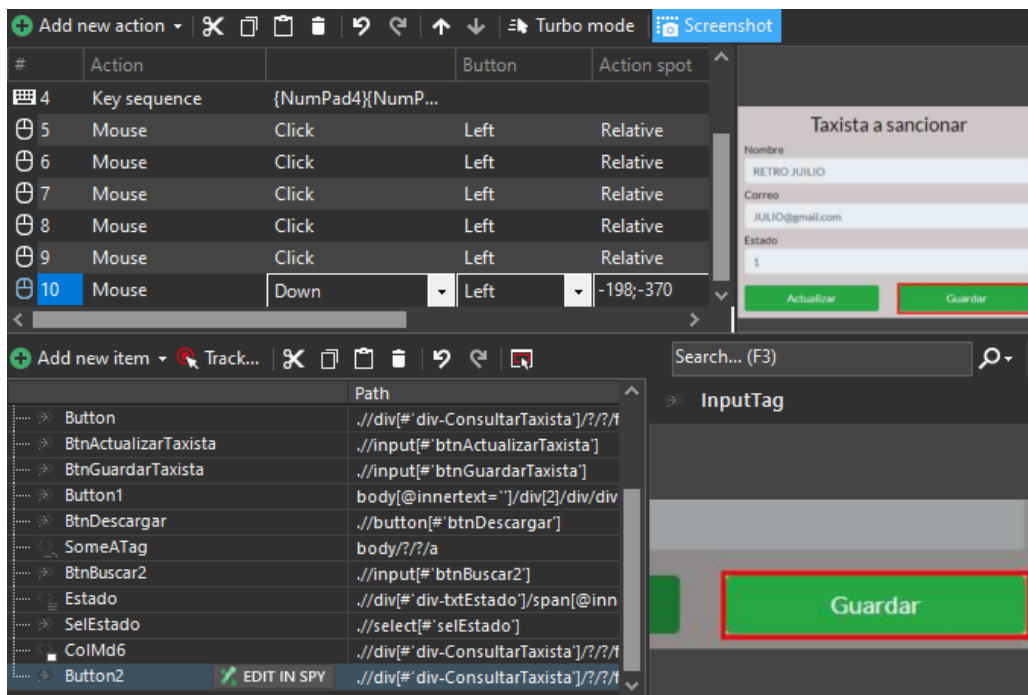 Add new action Turbo mode Screenshot
# Action Button Action spot
4 Key sequence {NumPad4}{NumP...
5 Mouse Click Left Relative
6 Mouse Click Left Relative
7 Mouse Click Left Relative
8 Mouse Click Left Relative
9 Mouse Click Left Relative
10 Mouse Down Left -198;-370
Taxista a sancionar
Nombre
RETRO JUILIO
Correo
JULIO@gmail.com
Estado
1
Actualizar Guardar
Add new item Track... Search... (F3)
Path
Button .//div[#'div-ConsultarTaxista']/?/?/f
BtnActualizarTaxista .//input[#'btnActualizarTaxista']
BtnGuardarTaxista .//input[#'btnGuardarTaxista']
Button1 body[@innertext='']/div[2]/div/div
BtnDescargar .//button[#'btnDescargar']
SomeATag body/?/?/a
BtnBuscar2 .//input[#'btnBuscar2']
Estado .//div[#'div-txtEstado']/span[@inn
SelEstado .//select[#'selEstado']
ColMd6 .//div[#'div-ConsultarTaxista']/?/?/f
Button2 EDIT IN SPY .//div[#'div-ConsultarTaxista']/?/?/f
InputTag
Guardar